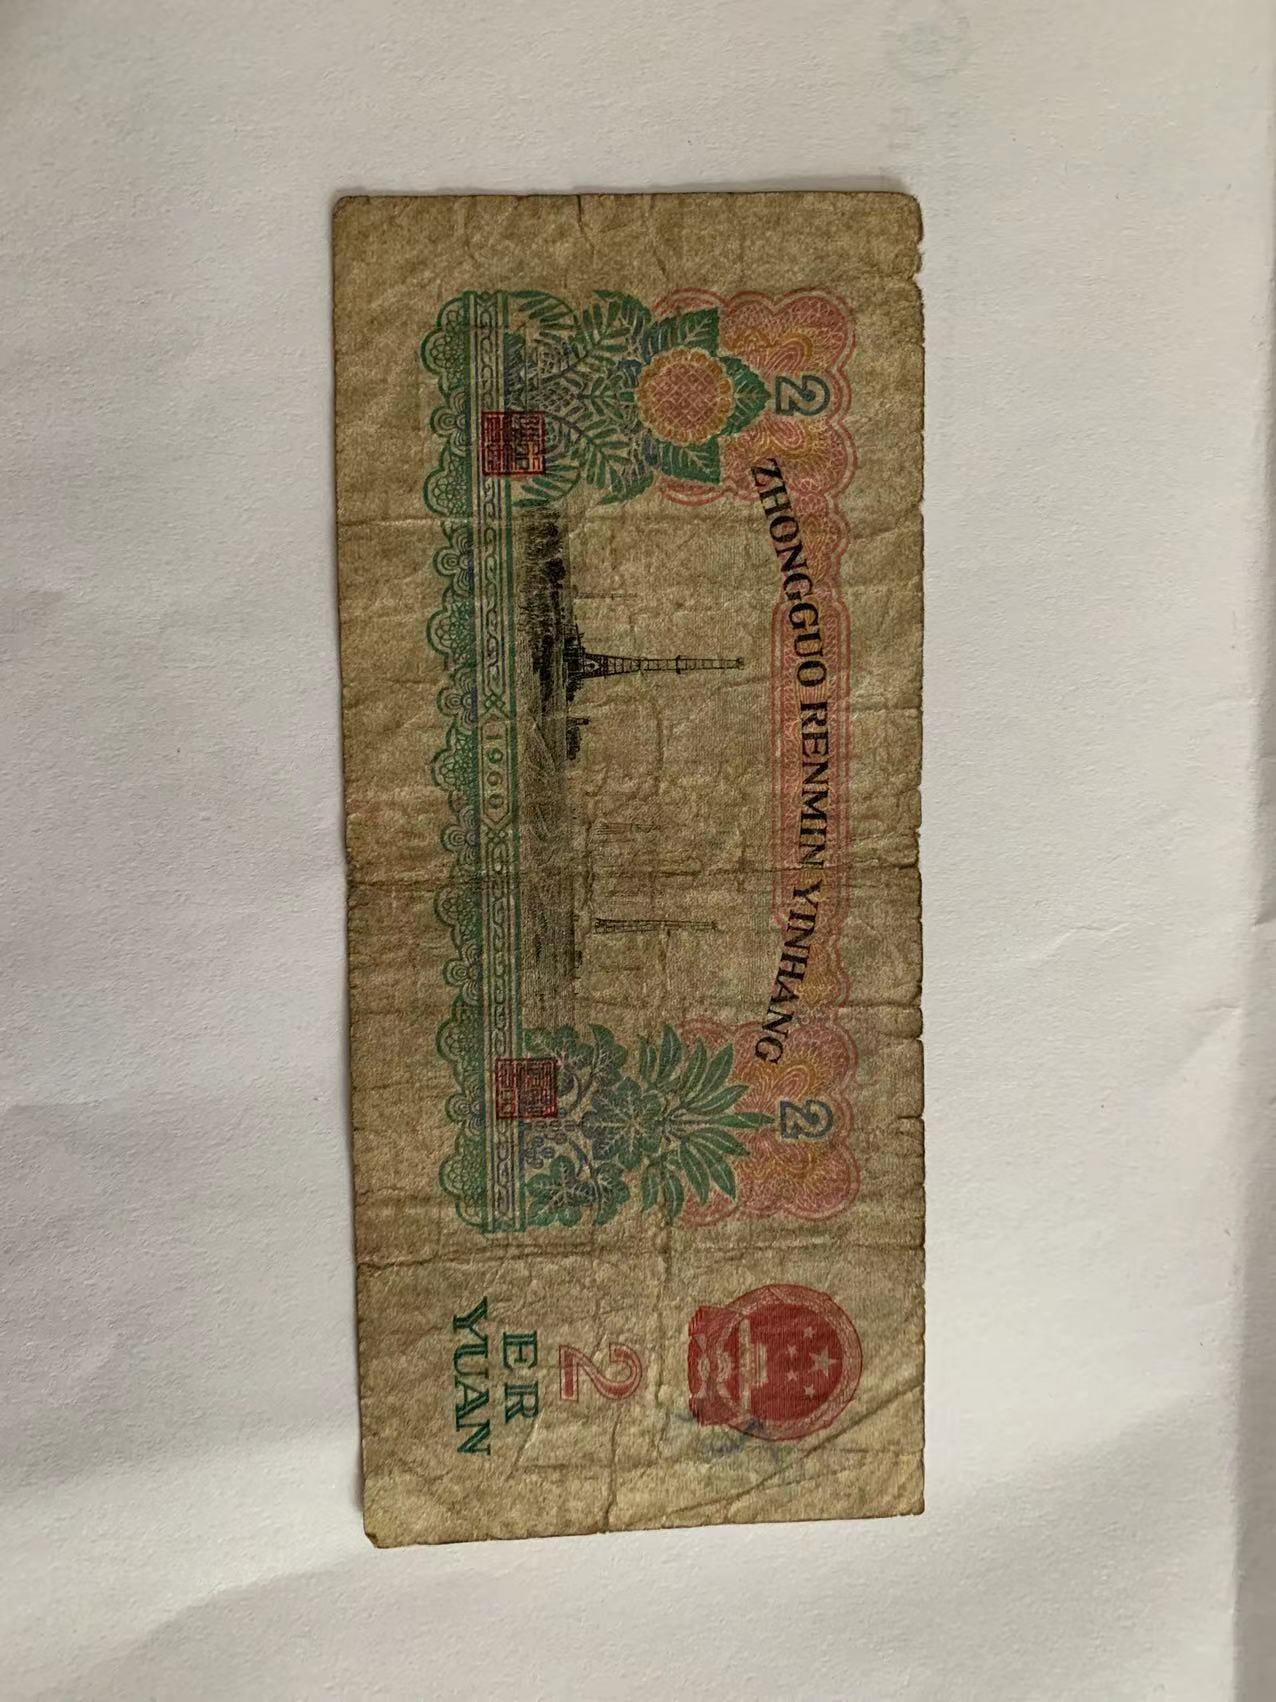 2
ZHONGGUO RENMIN YINHANG
2
1960
2
ER
YUAN